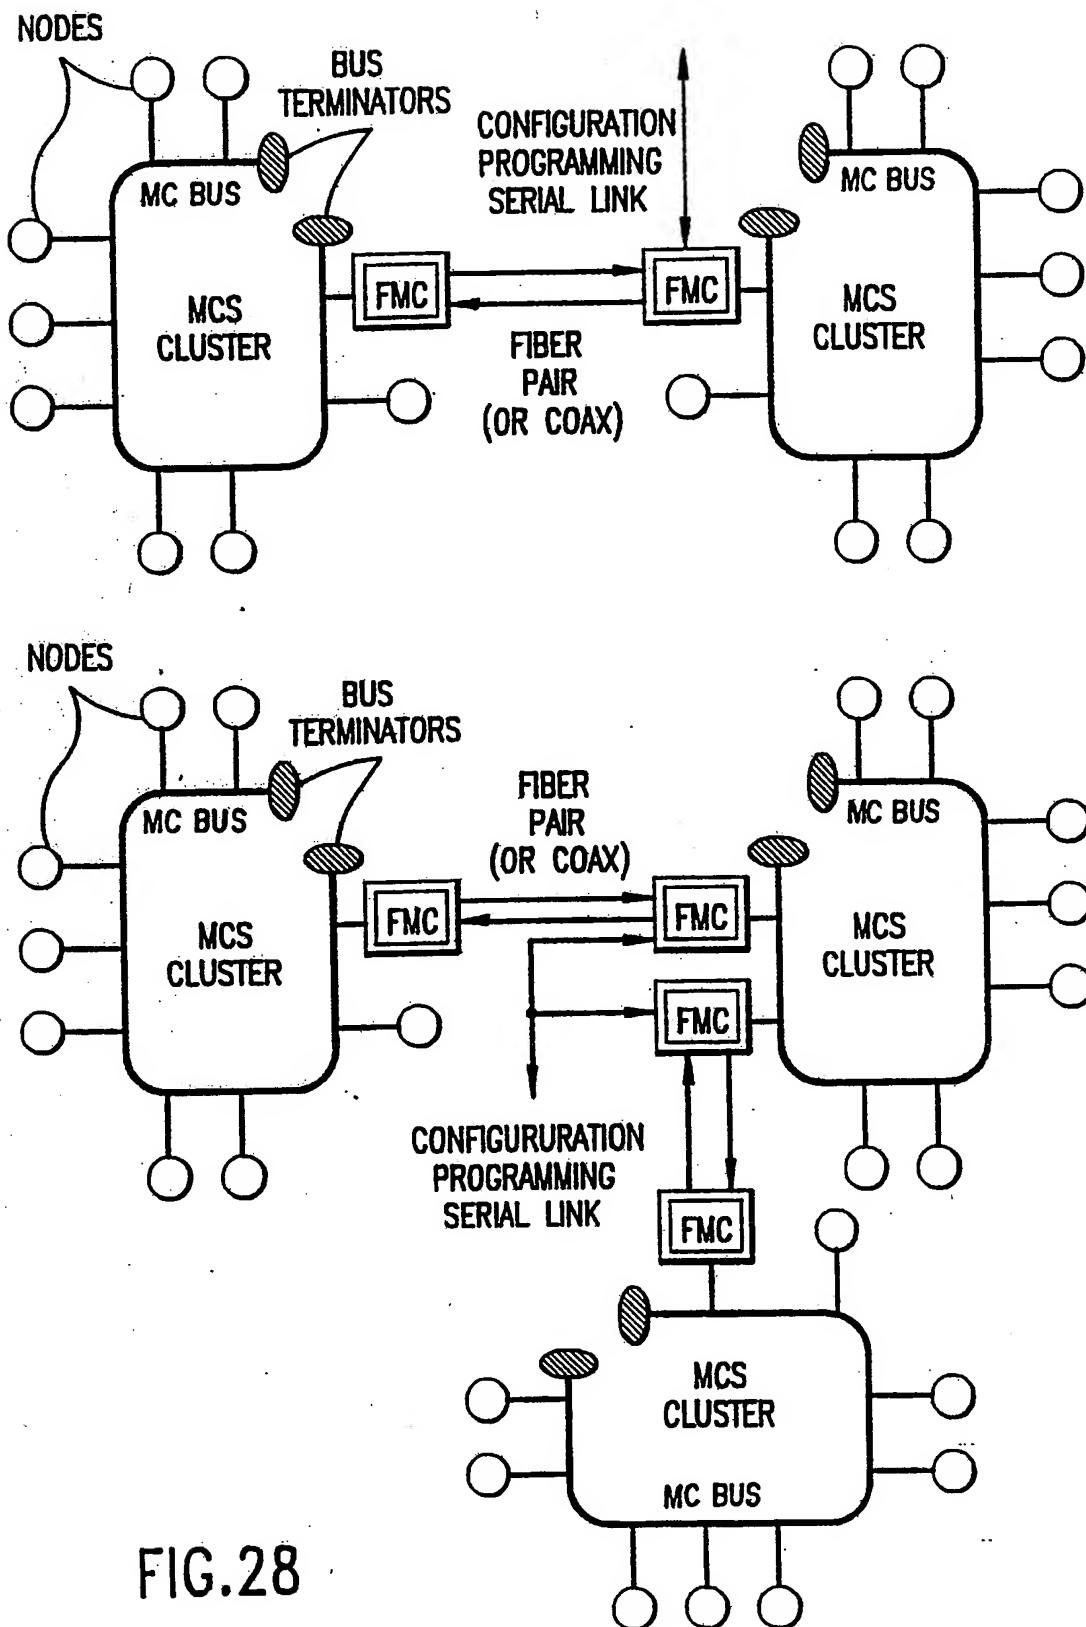 NODES
BUS
TERMINATORS
CONFIGURATION
PROGRAMMING
SERIAL LINK
MC BUS
MC BUS
MCS
CLUSTER
FMC
FMC
MCS
CLUSTER
FIBER
PAIR
(OR COAX)
NODES
BUS
TERMINATORS
FIBER
PAIR
(OR COAX)
MC BUS
MC BUS
MCS
CLUSTER
FMC
FMC
MCS
CLUSTER
FMC
CONFIGURURATION
PROGRAMMING
SERIAL LINK
FMC
MCS
CLUSTER
MC BUS
FIG.28